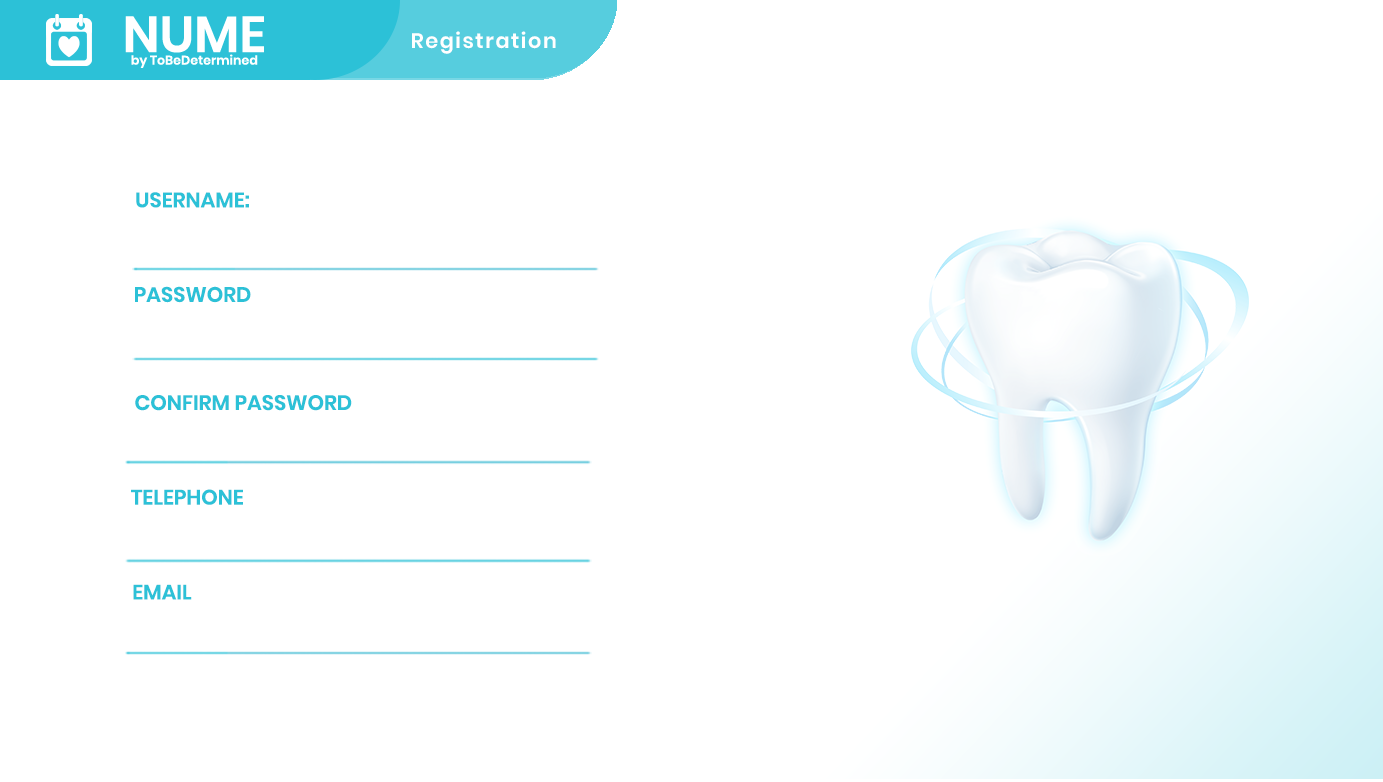 NUME
by ToBeDetermined
Registration
USERNAME:
PASSWORD
CONFIRM PASSWORD
TELEPHONE
EMAIL